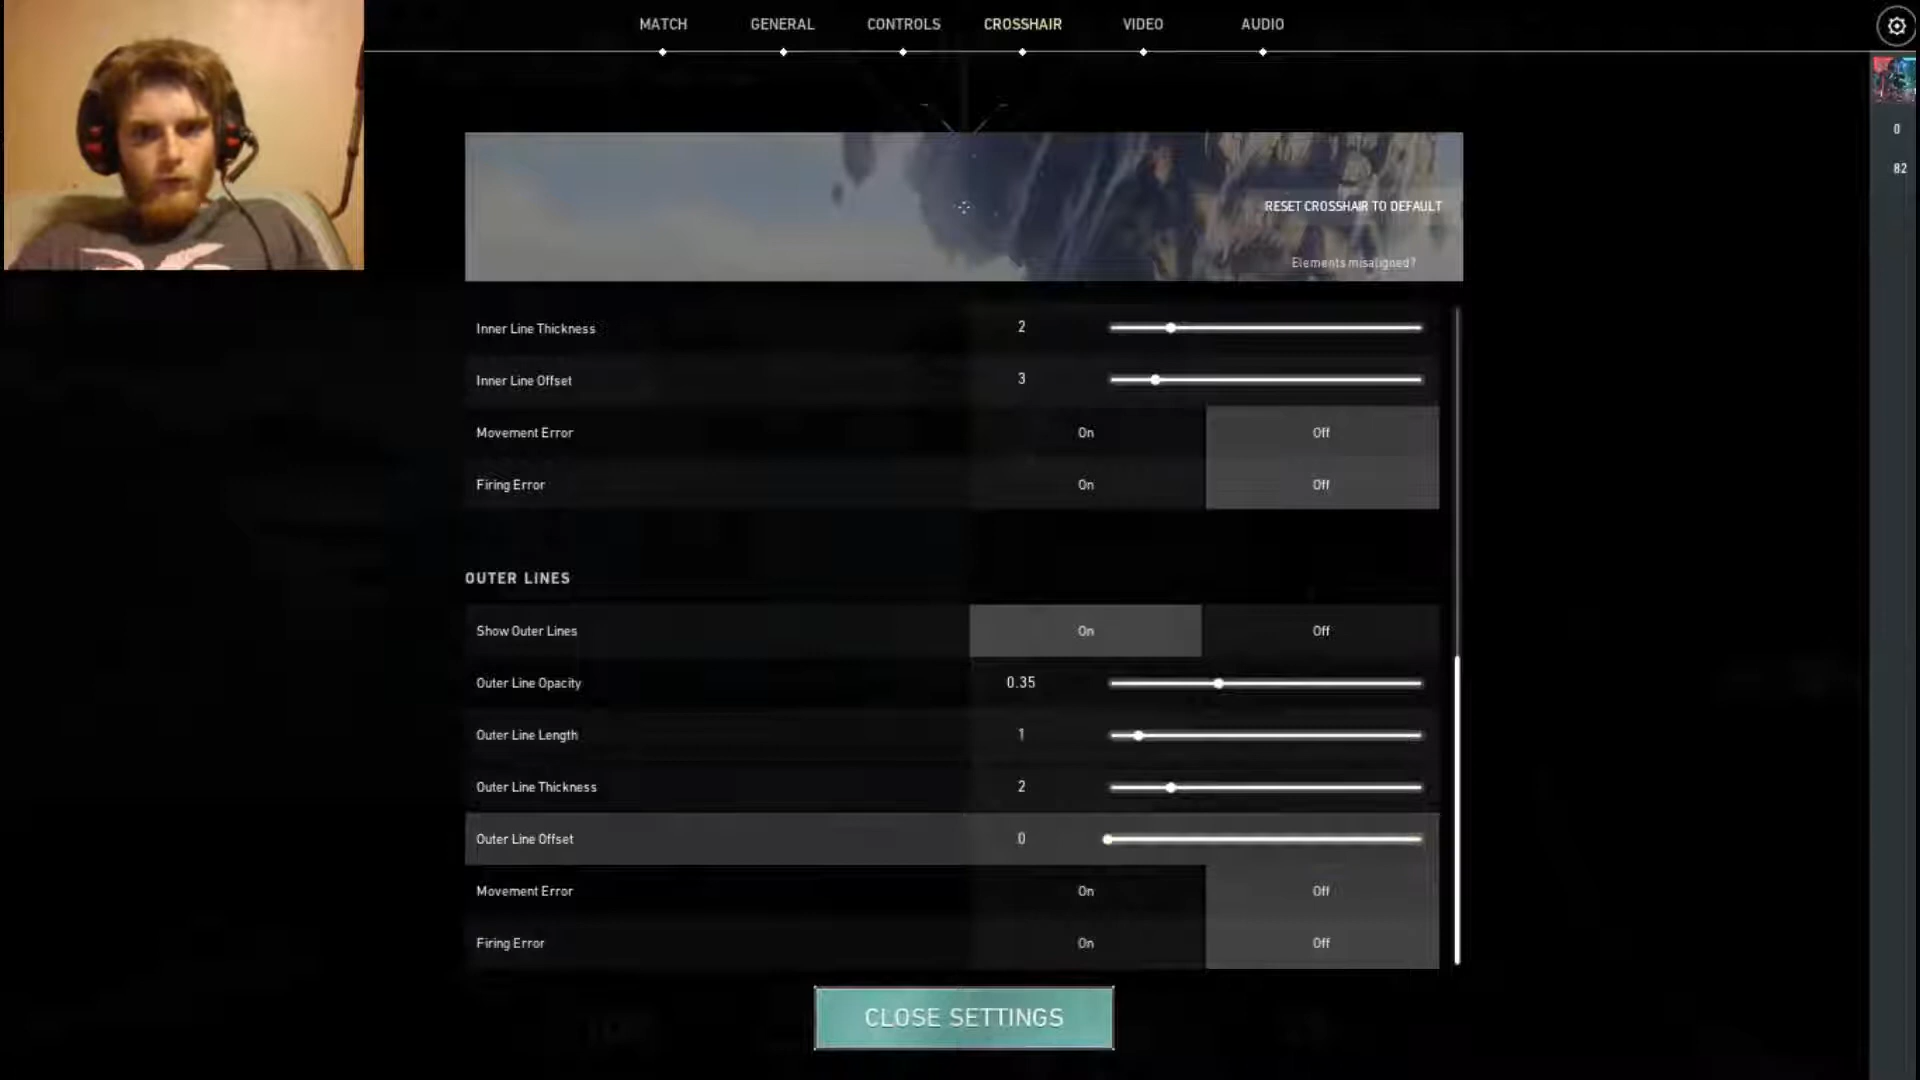 MATCH GENERAL CONTROLS CROSSHAIR VIDEO AUDIO
0
82
RESET CROSSHAIR TO DEFAULT
Elements misaligned?
Inner Line Thickness 2
Inner Line Offset 3
Movement Error On Off
Firing Error On Off
OUTER LINES
Show Outer Lines On Off
Outer Line Opacity 0.35
Outer Line Length 1
Outer Line Thickness 2
Outer Line Offset 0
Movement Error On Off
Firing Error On Off
CLOSE SETTINGS